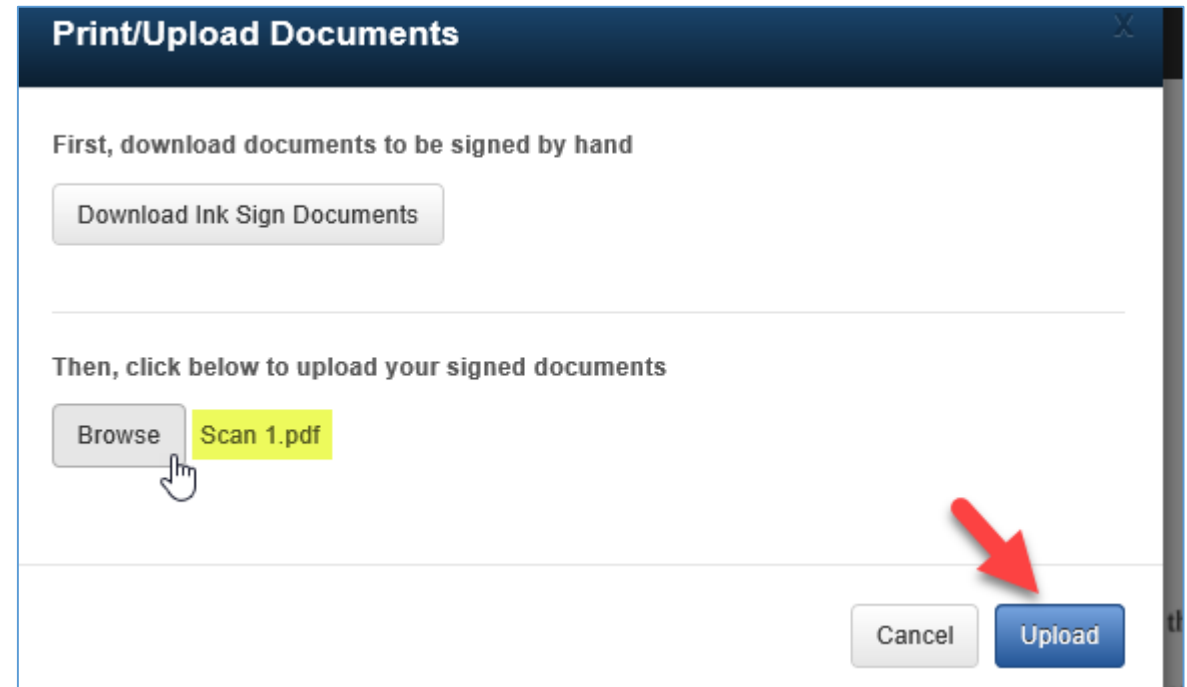 Print/Upload Documents
X
First, download documents to be signed by hand
Download Ink Sign Documents
Then, click below to upload your signed documents
Browse Scan 1.pdf
Cancel Upload